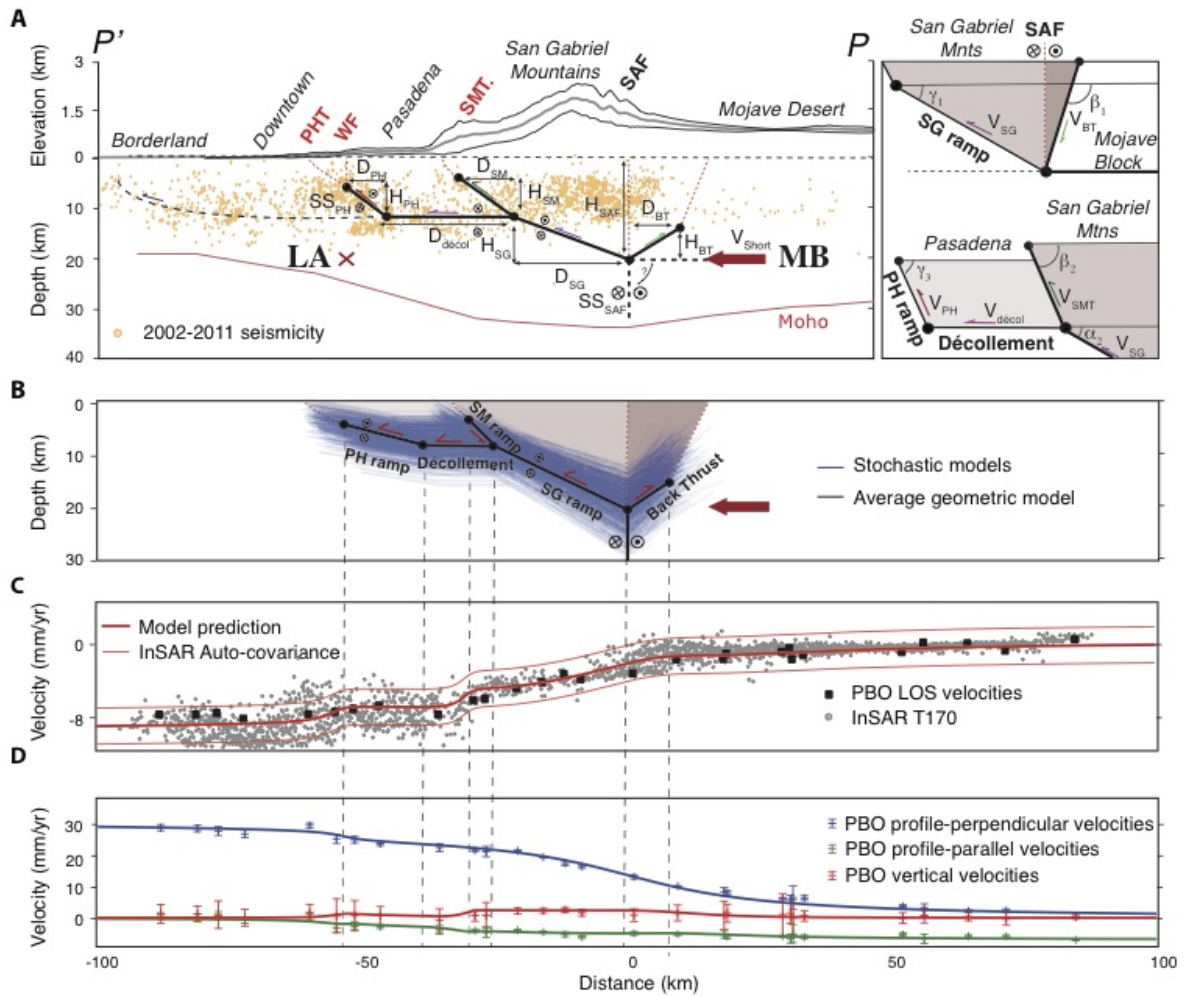 A
P'
P
Elevation (km)
3
1.5
0
Depth (km)
10
20
30
40
Borderland
Downtown
PHT
WF
Pasadena
SMT.
San Gabriel
Mountains
SAF
Mojave Desert
D_PH
D_SM
SS_PH
H_PH
H_SM
H_SAF
D_BT
D_décol
H_SG
H_BT
V_Short
LA
MB
D_SG
SS_SAF
Moho
2002-2011 seismicity
San Gabriel
Mnts
SAF
γ1
β1
V_SG
V_BT
SG ramp
Mojave
Block
San Gabriel
Mtns
Pasadena
γ3
β2
PH ramp
V_PH
V_décol
V_SMT
α2
Décollement
V_SG
B
Depth (km)
0
10
20
30
SM ramp
PH ramp
Décollement
SG ramp
Back Thrust
Stochastic models
Average geometric model
C
Velocity (mm/yr)
0
-8
Model prediction
InSAR Auto-covariance
PBO LOS velocities
InSAR T170
D
Velocity (mm/yr)
30
20
10
0
PBO profile-perpendicular velocities
PBO profile-parallel velocities
PBO vertical velocities
-100
-50
0
50
100
Distance (km)